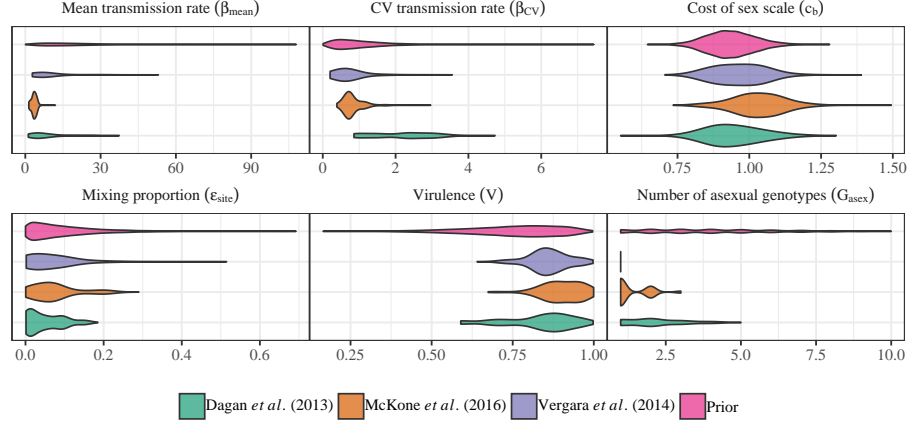 Mean transmission rate (βmean) CV transmission rate (βCV) Cost of sex scale (cb)
0 30 60 90 0 2 4 6 0.75 1.00 1.25 1.50
Mixing proportion (εsite) Virulence (V) Number of asexual genotypes (Gasex)
0.0 0.2 0.4 0.6 0.25 0.50 0.75 1.00 2.5 5.0 7.5 10.0
Dagan et al. (2013) McKone et al. (2016) Vergara et al. (2014) Prior